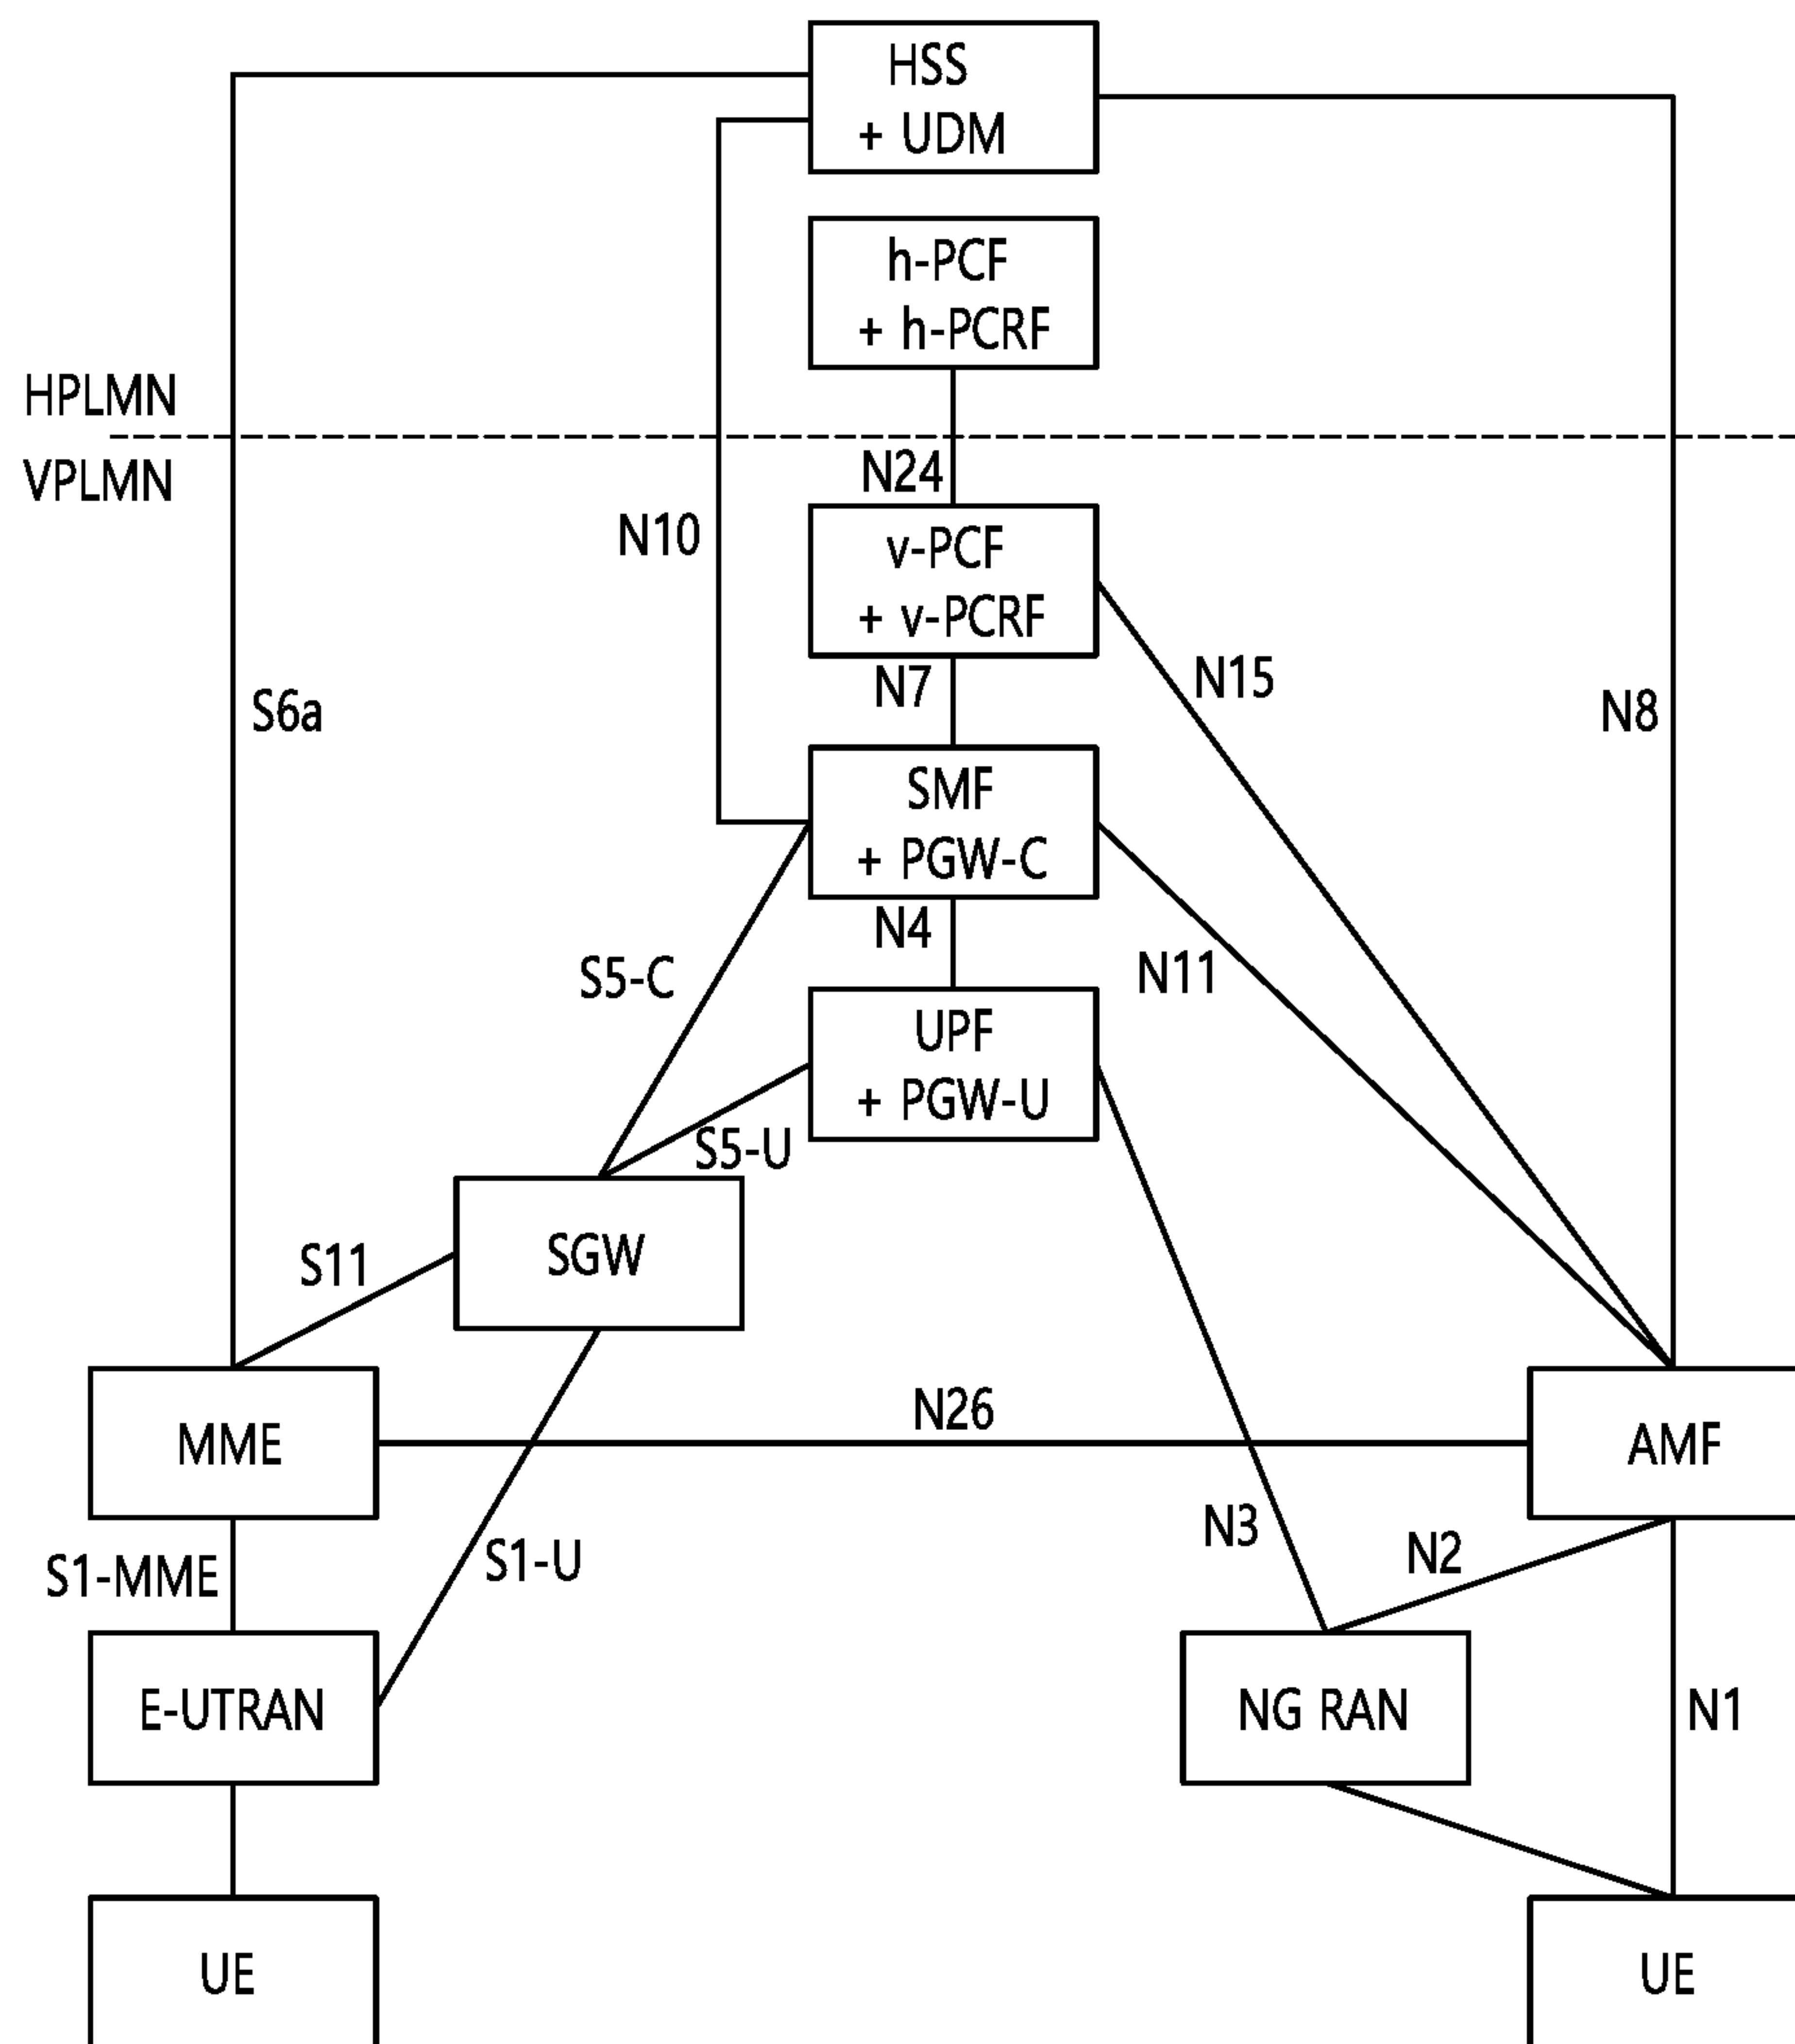 HSS
+ UDM
h-PCF
+ h-PCRF
HPLMN
VPLMN
N24
N10
v-PCF
+ v-PCRF
N7
N15
S6a
N8
SMF
+ PGW-C
N4
S5-C
N11
UPF
+ PGW-U
S5-U
S11
SGW
N26
MME
AMF
N3
N2
S1-MME
S1-U
E-UTRAN
NG RAN
N1
UE
UE